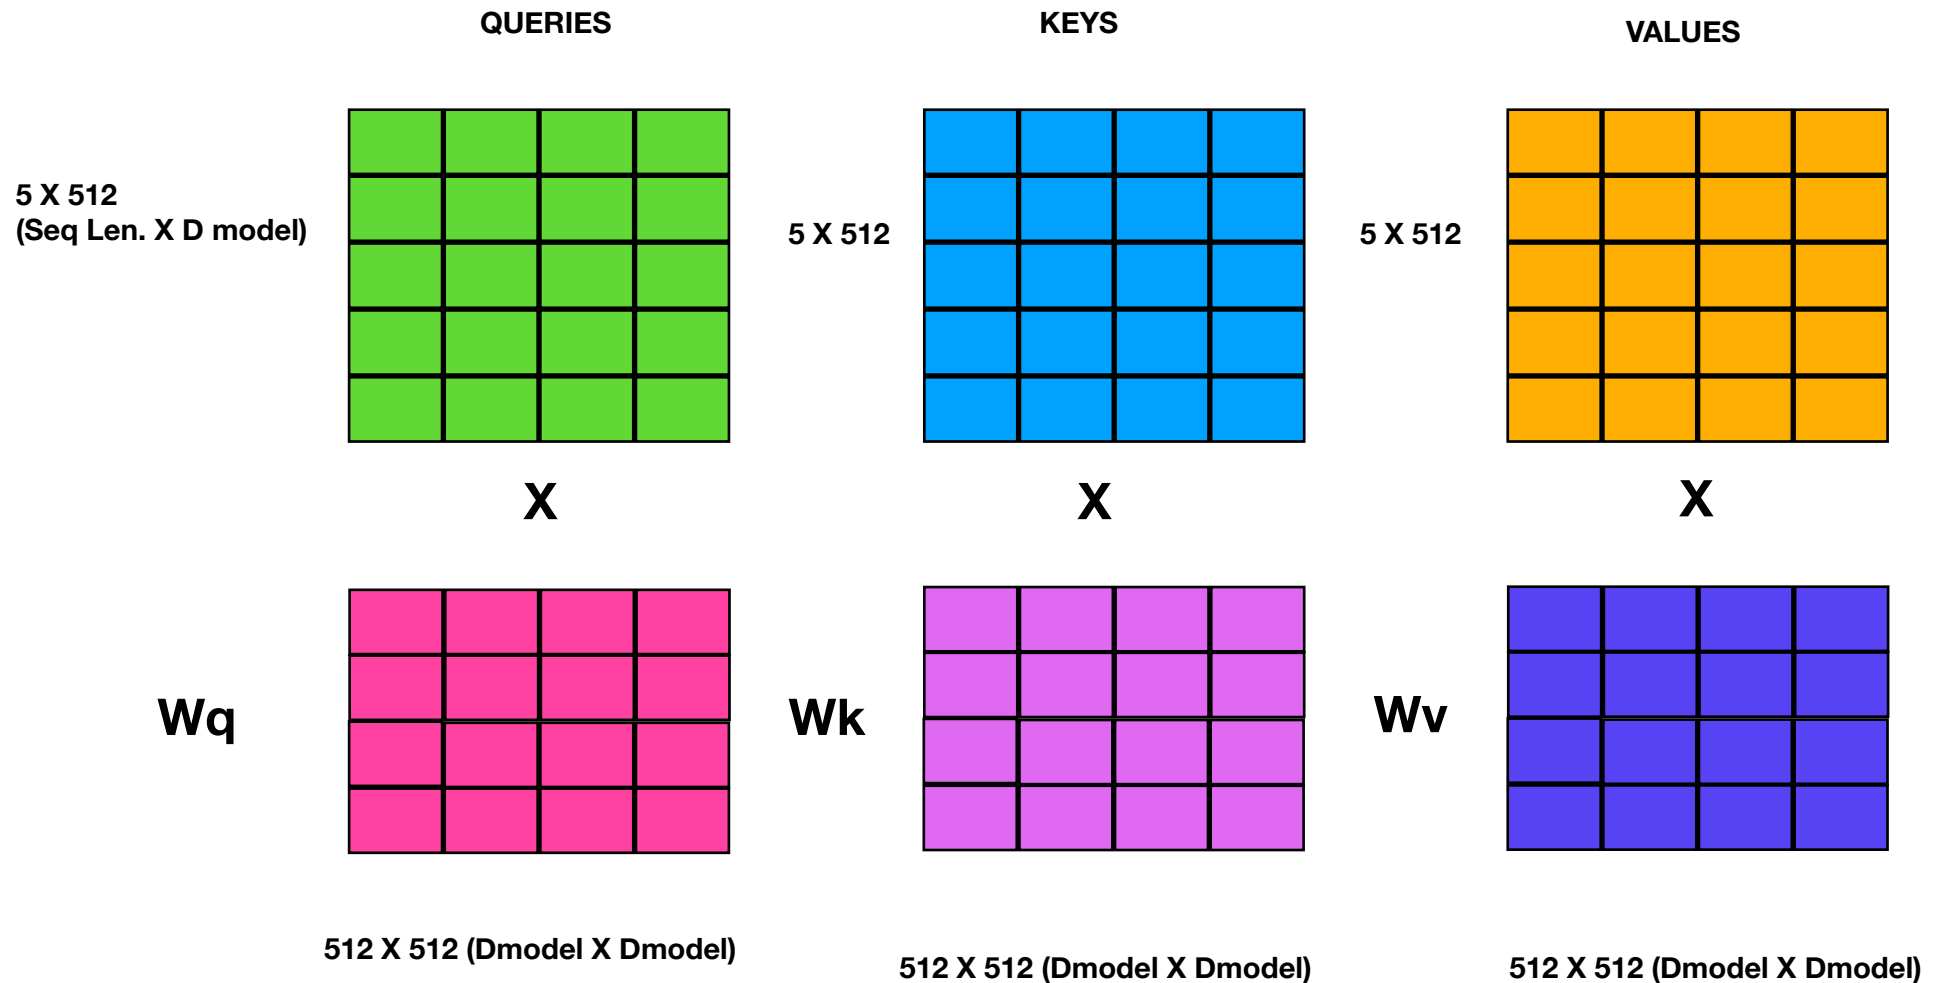 QUERIES
KEYS
VALUES
5 X 512
(Seq Len. X D model)
5 X 512
5 X 512
X
X
X
Wq
Wk
Wv
512 X 512 (Dmodel X Dmodel)
512 X 512 (Dmodel X Dmodel)
512 X 512 (Dmodel X Dmodel)